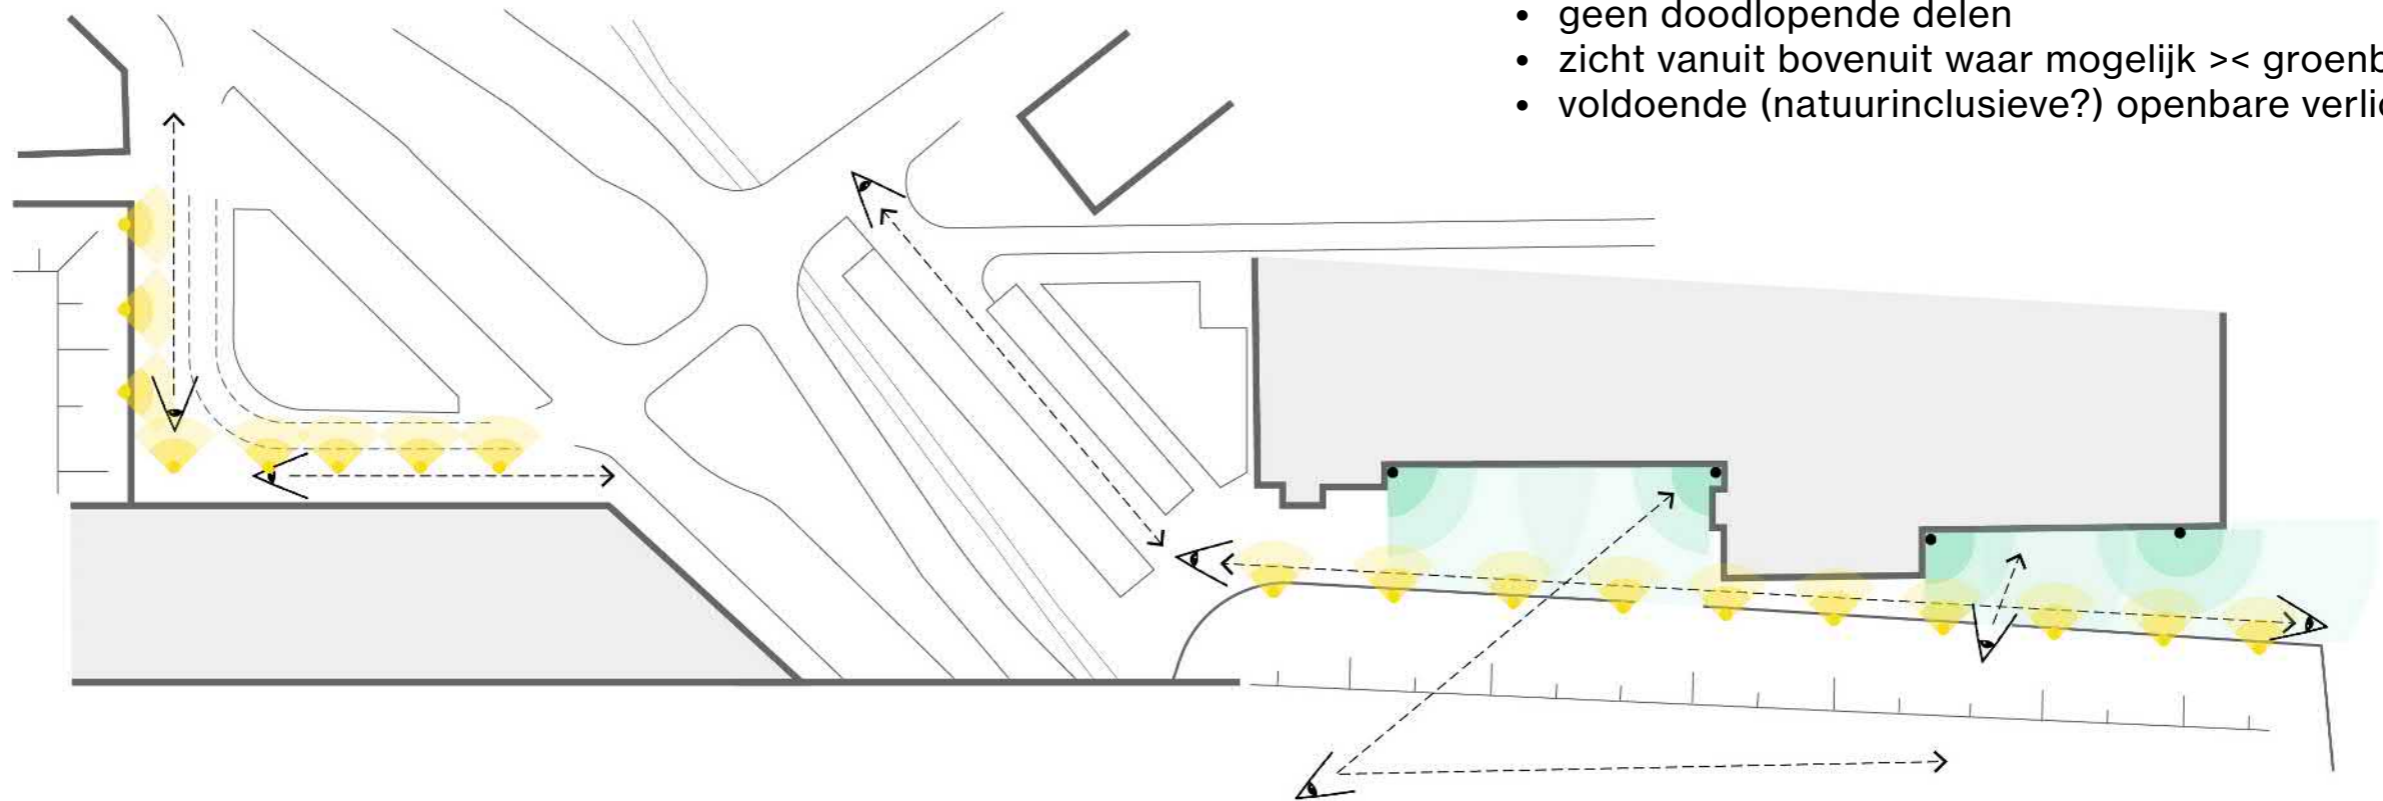 • geen doodlopende delen
• zicht vanuit bovenuit waar mogelijk >< groenb
• voldoende (natuurinclusieve?) openbare verlic